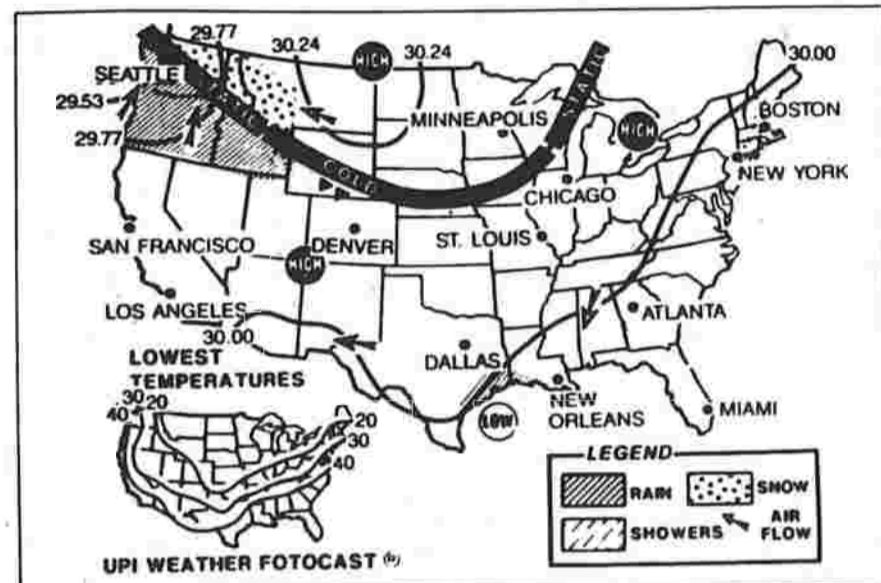 29.77
30.24
HIGH
30.24
30.00
SEATTLE
STATIC
STATIC
29.53
MINNEAPOLIS
HIGH
BOSTON
29.77
NEW YORK
COLD
CHICAGO
SAN FRANCISCO
DENVER
ST. LOUIS
HIGH
LOS ANGELES
ATLANTA
30.00
DALLAS
LOWEST
TEMPERATURES
NEW
ORLEANS
MIAMI
LOW
30
40
20
20
30
40
LEGEND
RAIN
SNOW
SHOWERS
AIR
FLOW
UPI WEATHER FOTOCAST (b)